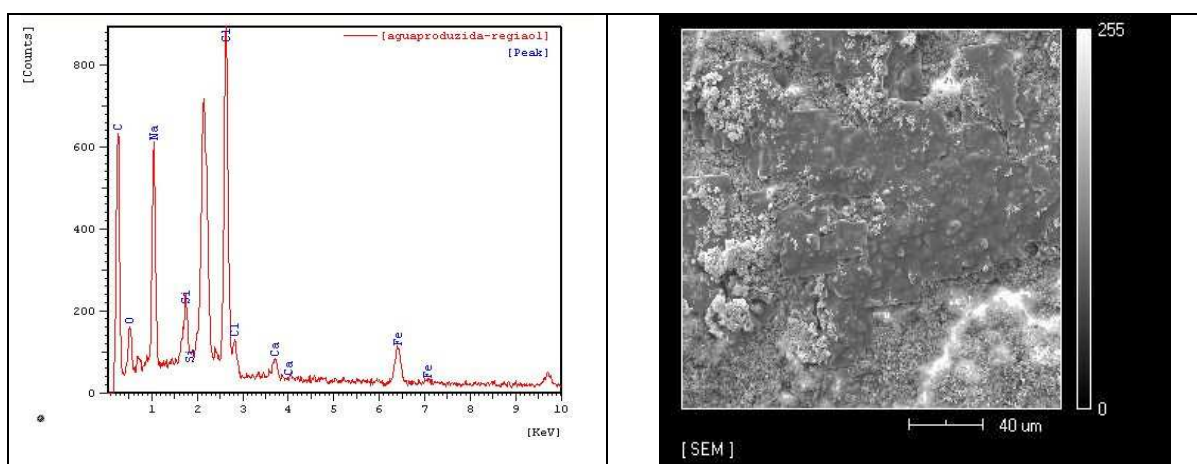 [Counts]
[aguaproduzida-regiao1]
[Peak]
800
600
400
200
0
C
O
Na
Si
Si
Cl
Cl
Ca
Ca
Fe
Fe
1
2
3
4
5
6
7
8
9
10
[KeV]
255
0
40 um
[SEM]